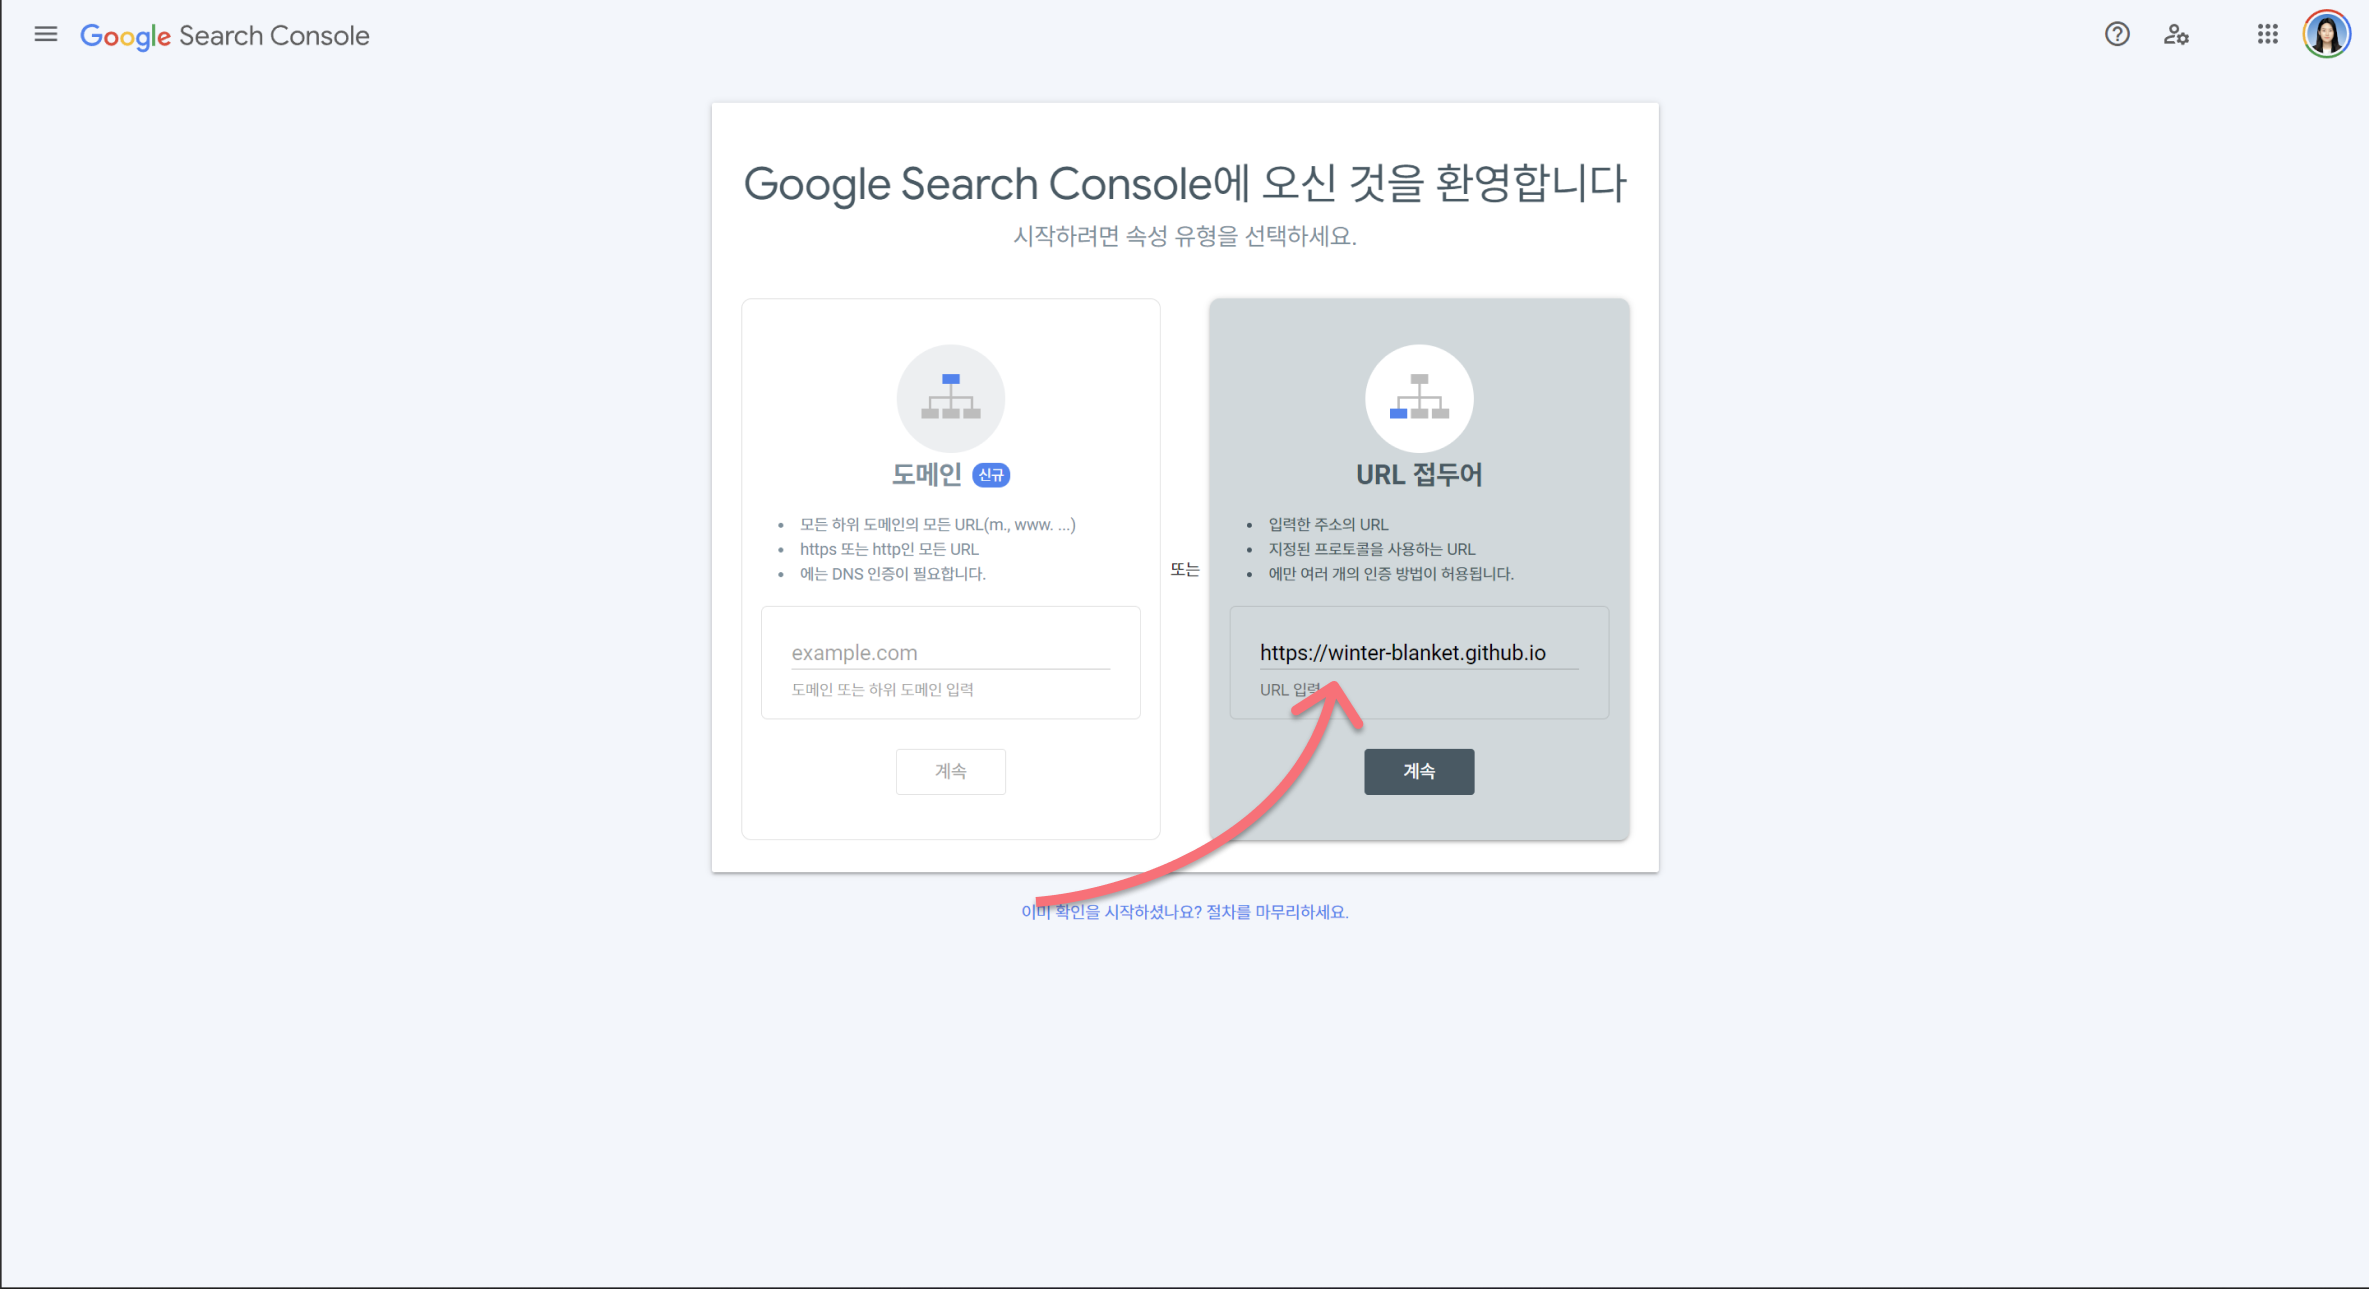 Google Search Console
Google Search Console에 오신 것을 환영합니다
시작하려면 속성 유형을 선택하세요.
도메인 신규
• 모든 하위 도메인의 모든 URL(m., www. ...)
• https 또는 http인 모든 URL
• 에는 DNS 인증이 필요합니다.
example.com
도메인 또는 하위 도메인 입력
계속
또는
URL 접두어
• 입력한 주소의 URL
• 지정된 프로토콜을 사용하는 URL
• 에만 여러 개의 인증 방법이 허용됩니다.
https://winter-blanket.github.io
URL 입력
계속
이미 확인을 시작하셨나요? 절차를 마무리하세요.